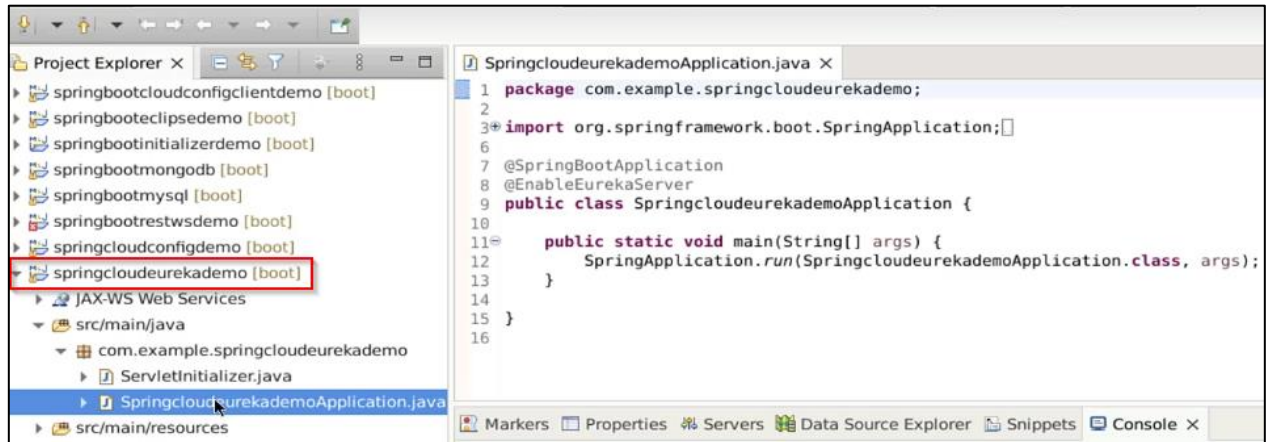 Project Explorer ×
springbootcloudconfigclientdemo [boot]
springbooteclipsedemo [boot]
springbootinitializerdemo [boot]
springbootmongodb [boot]
springbootmysql [boot]
springbootrestwsdemo [boot]
springcloudconfigdemo [boot]
springcloudeurekademo [boot]
JAX-WS Web Services
src/main/java
com.example.springcloudeurekademo
ServletInitializer.java
SpringcloudeurekademoApplication.java
src/main/resources
SpringcloudeurekademoApplication.java ×
1 package com.example.springcloudeurekademo;
2
3 import org.springframework.boot.SpringApplication;
6
7 @SpringBootApplication
8 @EnableEurekaServer
9 public class SpringcloudeurekademoApplication {
10
11 public static void main(String[] args) {
12 SpringApplication.run(SpringcloudeurekademoApplication.class, args);
13 }
14
15 }
16
Markers Properties Servers Data Source Explorer Snippets Console ×